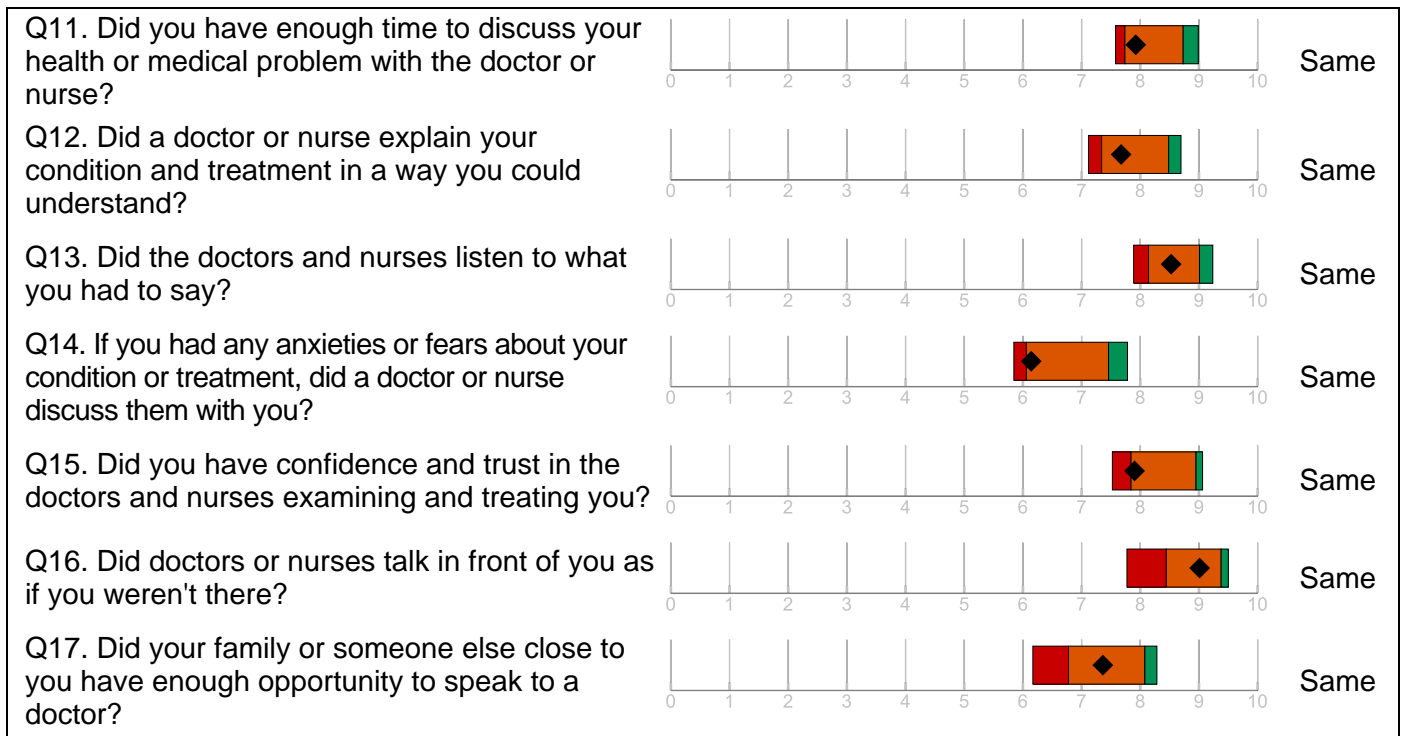 Q11. Did you have enough time to discuss your
health or medical problem with the doctor or
nurse?
0 1 2 3 4 5 6 7 8 9 10
Same
Q12. Did a doctor or nurse explain your
condition and treatment in a way you could
understand?
0 1 2 3 4 5 6 7 8 9 10
Same
Q13. Did the doctors and nurses listen to what
you had to say?
0 1 2 3 4 5 6 7 8 9 10
Same
Q14. If you had any anxieties or fears about your
condition or treatment, did a doctor or nurse
discuss them with you?
0 1 2 3 4 5 6 7 8 9 10
Same
Q15. Did you have confidence and trust in the
doctors and nurses examining and treating you?
0 1 2 3 4 5 6 7 8 9 10
Same
Q16. Did doctors or nurses talk in front of you as
if you weren't there?
0 1 2 3 4 5 6 7 8 9 10
Same
Q17. Did your family or someone else close to
you have enough opportunity to speak to a
doctor?
0 1 2 3 4 5 6 7 8 9 10
Same